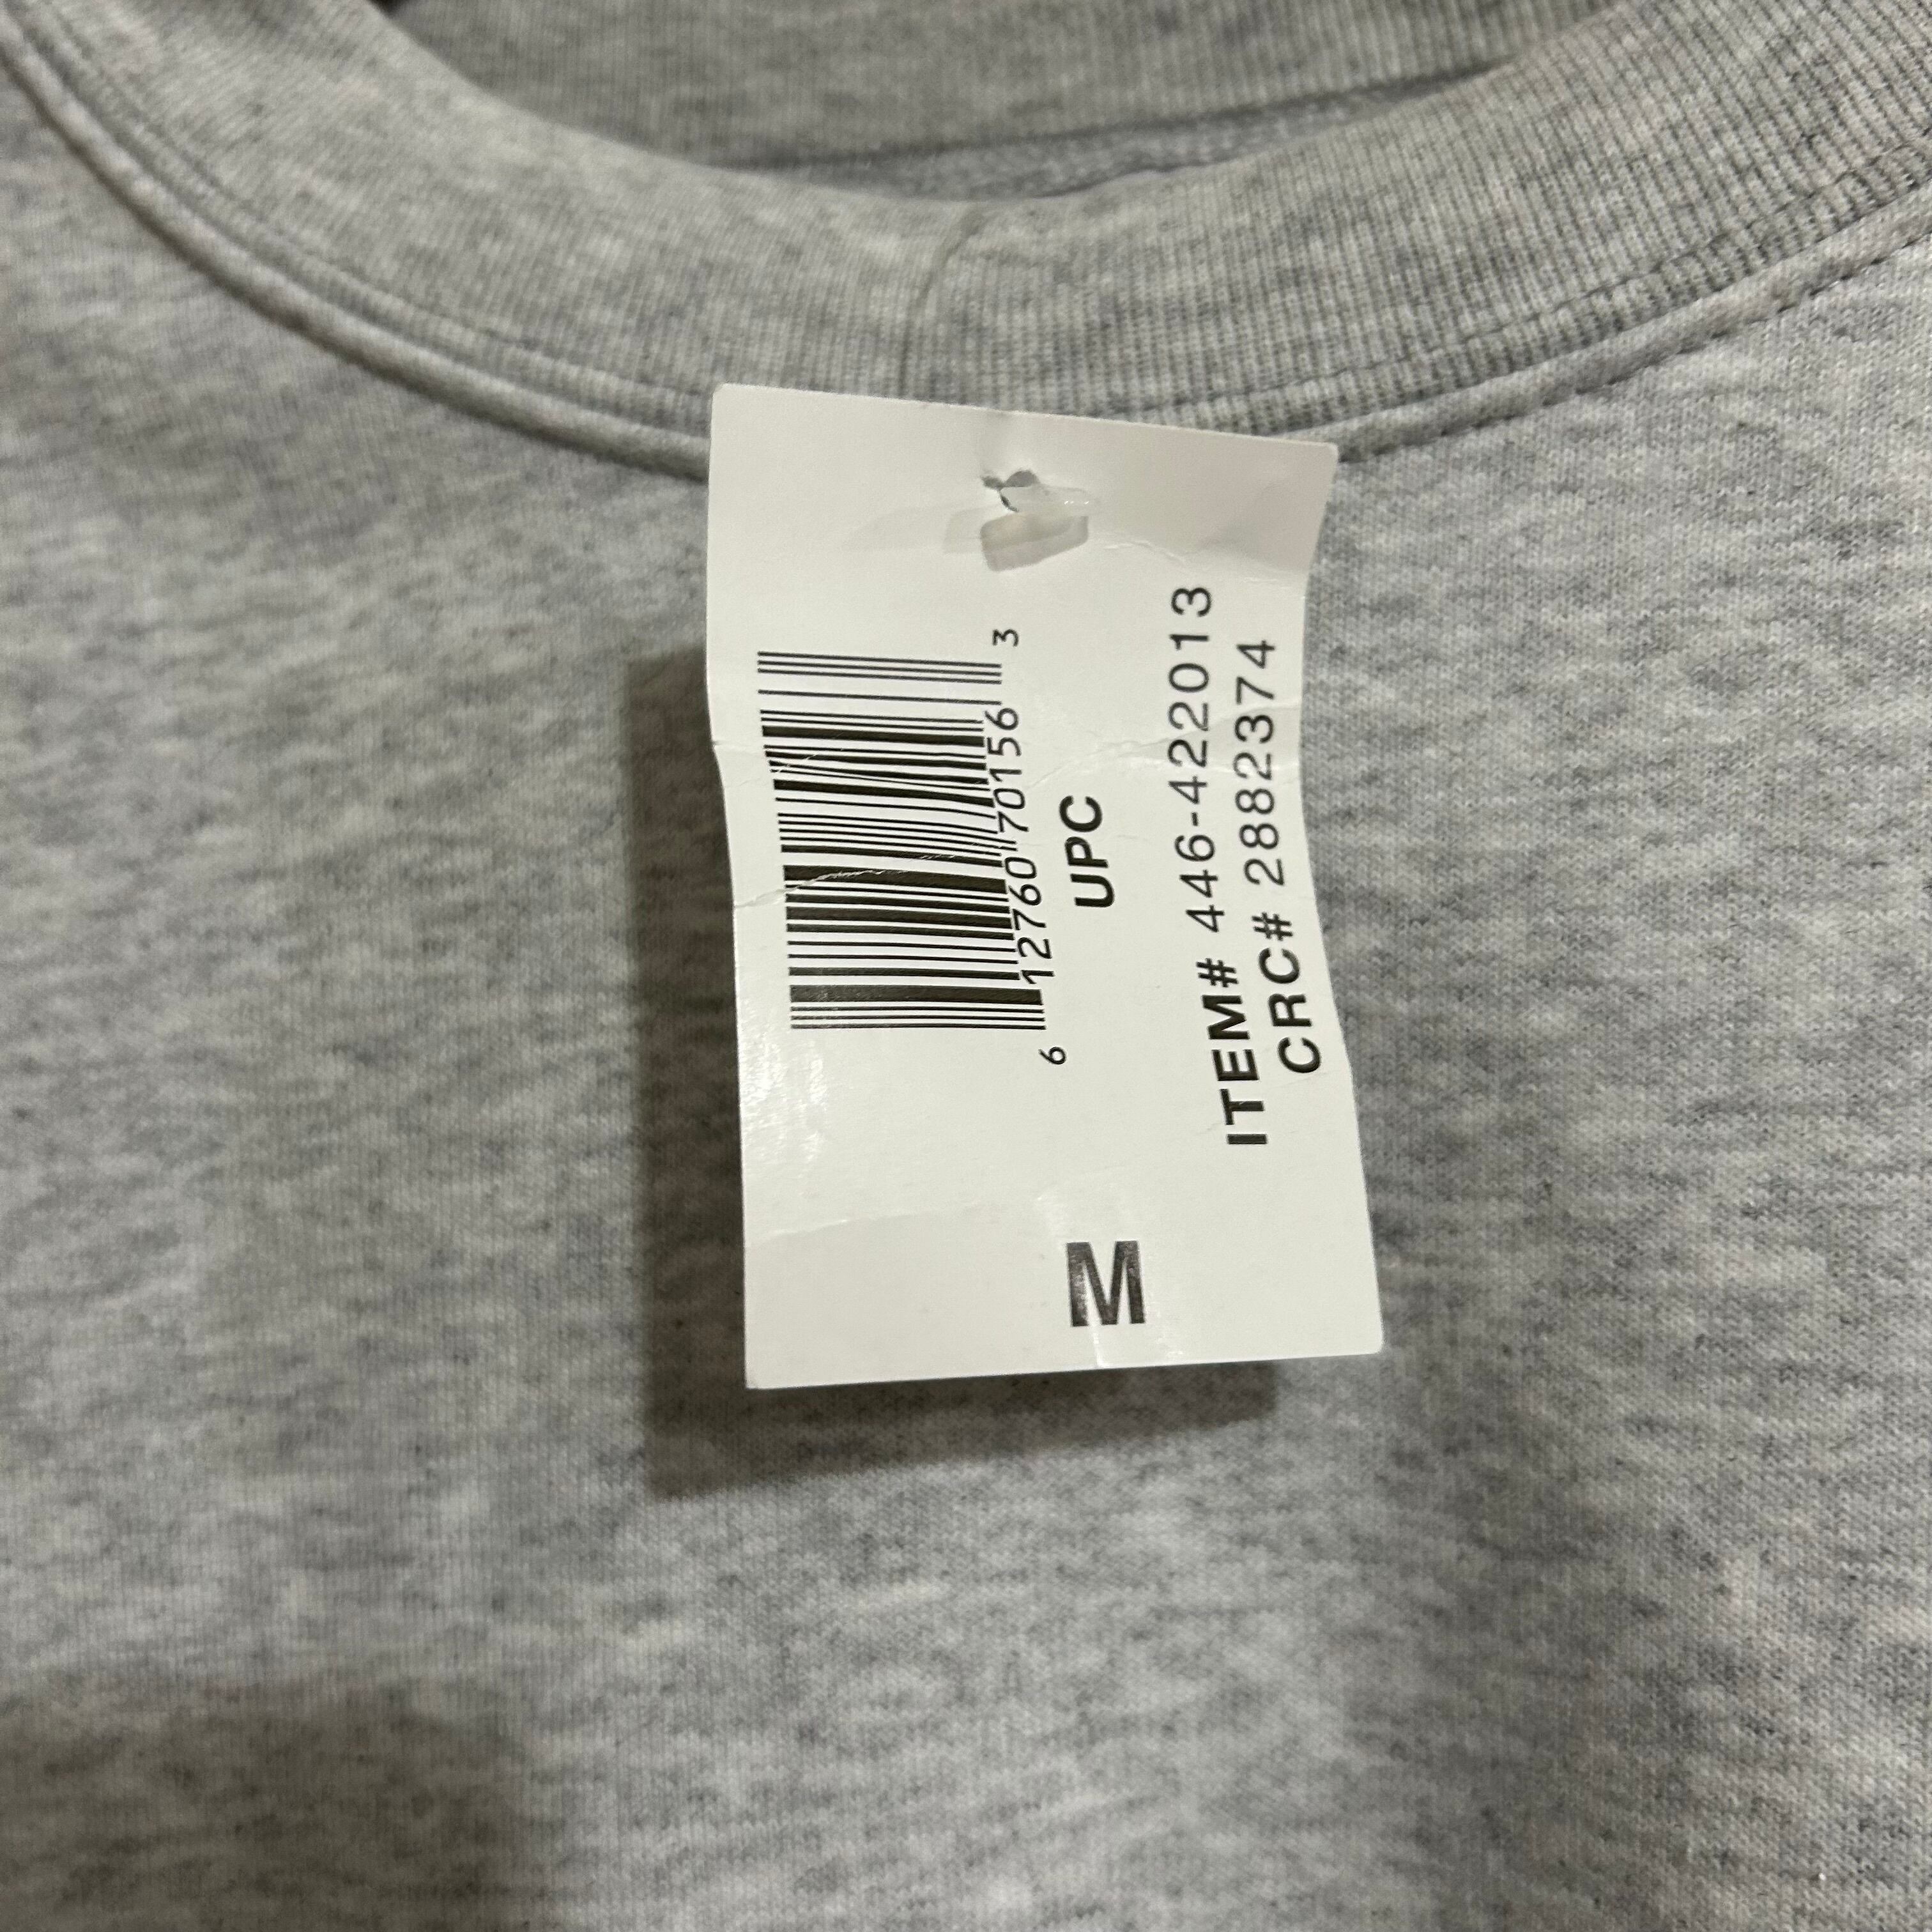 6 12760 70156 3
UPC
ITEM# 446-422013
CRC# 2882374
M